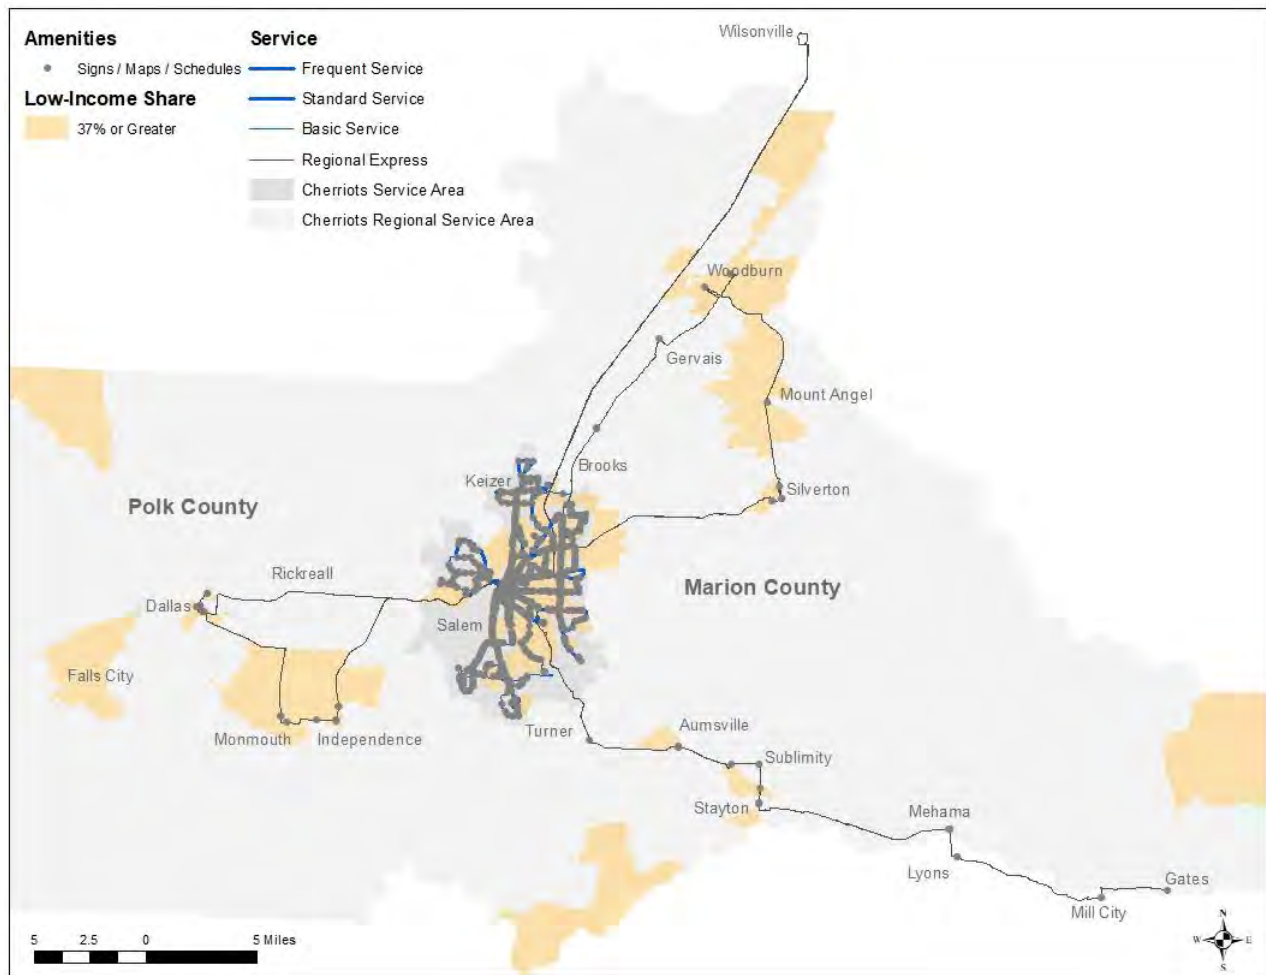 Amenities
Signs / Maps / Schedules
Low-Income Share
37% or Greater
Service
Frequent Service
Standard Service
Basic Service
Regional Express
Cherriots Service Area
Cherriots Regional Service Area
Wilsonville
Woodburn
Gervais
Mount Angel
Brooks
Keizer
Silverton
Polk County
Rickreall
Marion County
Dallas
Salem
Falls City
Monmouth
Independence
Turner
Aumsville
Sublimity
Stayton
Mehama
Lyons
Gates
Mill City
5 2.5 0 5 Miles
N
W E
S